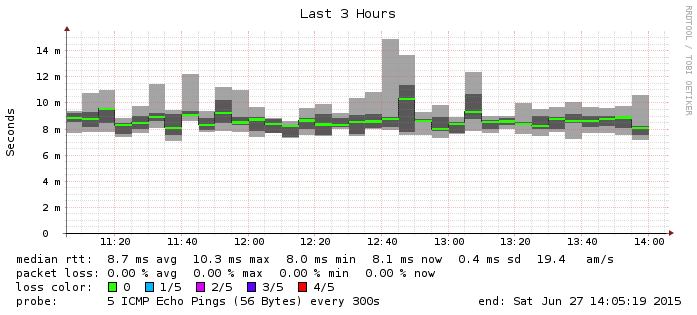 Last 3 Hours
RRDTOOL / TOBI OETIKER
Seconds
14 m
12 m
10 m
8 m
6 m
4 m
2 m
0
11:20 11:40 12:00 12:20 12:40 13:00 13:20 13:40 14:00
median rtt: 8.7 ms avg 10.3 ms max 8.0 ms min 8.1 ms now 0.4 ms sd 19.4 am/s
packet loss: 0.00 % avg 0.00 % max 0.00 % min 0.00 % now
loss color: 0 1/5 2/5 3/5 4/5
probe: 5 ICMP Echo Pings (56 Bytes) every 300s end: Sat Jun 27 14:05:19 2015